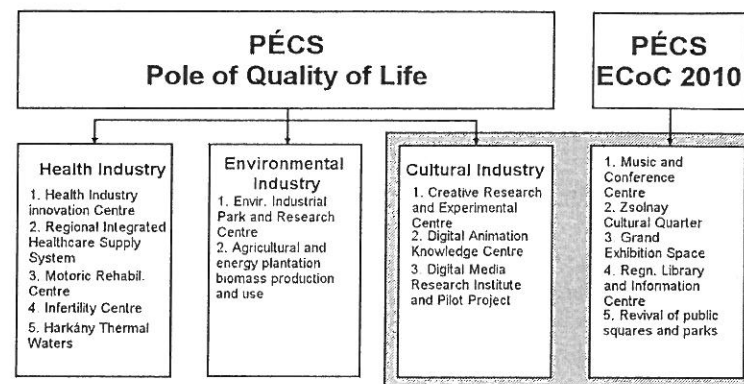 PÉCS
Pole of Quality of Life
PÉCS
ECoC 2010
Health Industry
1. Health Industry
innovation Centre
2. Regional Integrated
Healthcare Supply
System
3. Motoric Rehabil.
Centre
4. Infertility Centre
5. Harkány Thermal
Waters
Environmental
Industry
1. Envir. Industrial
Park and Research
Centre
2. Agricultural and
energy plantation
biomass production
and use
Cultural Industry
1. Creative Research
and Experimental
Centre
2. Digital Animation
Knowledge Centre
3. Digital Media
Research Institute
and Pilot Project
1. Music and
Conference
Centre
2. Zsolnay
Cultural Quarter
3 Grand
Exhibition Space
4. Regn. Library
and Information
Centre
5. Revival of public
squares and parks